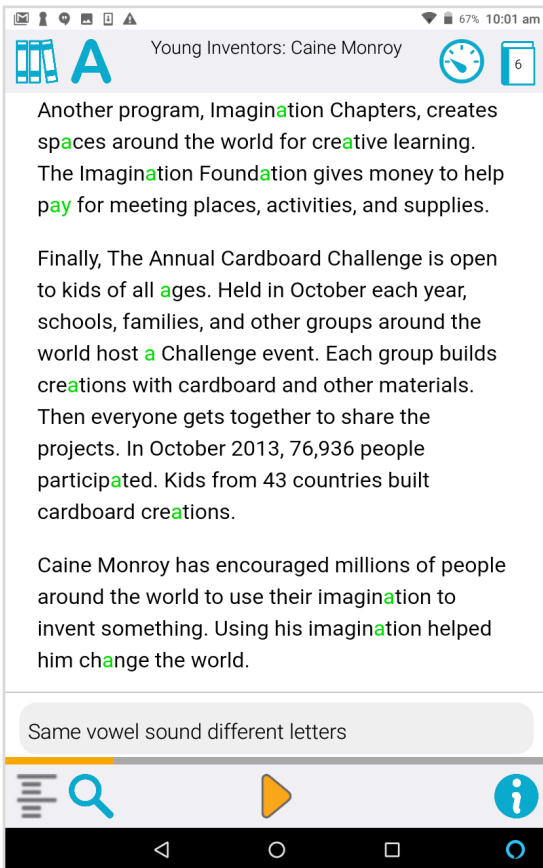 67% 10:01 am
A
Young Inventors: Caine Monroy
6
Another program, Imagination Chapters, creates
spaces around the world for creative learning.
The Imagination Foundation gives money to help
pay for meeting places, activities, and supplies.
Finally, The Annual Cardboard Challenge is open
to kids of all ages. Held in October each year,
schools, families, and other groups around the
world host a Challenge event. Each group builds
creations with cardboard and other materials.
Then everyone gets together to share the
projects. In October 2013, 76,936 people
participated. Kids from 43 countries built
cardboard creations.
Caine Monroy has encouraged millions of people
around the world to use their imagination to
invent something. Using his imagination helped
him change the world.
Same vowel sound different letters